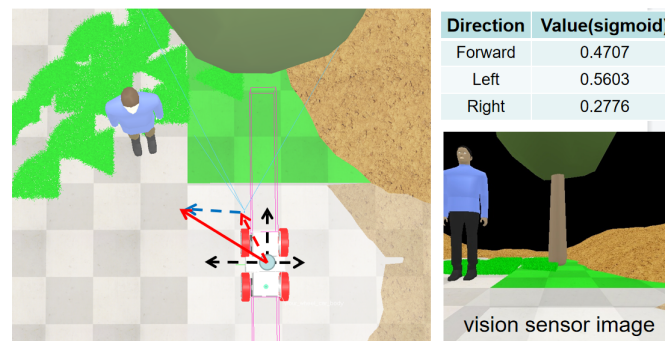 Direction Value(sigmoid)
Forward 0.4707
Left 0.5603
Right 0.2776
vision sensor image